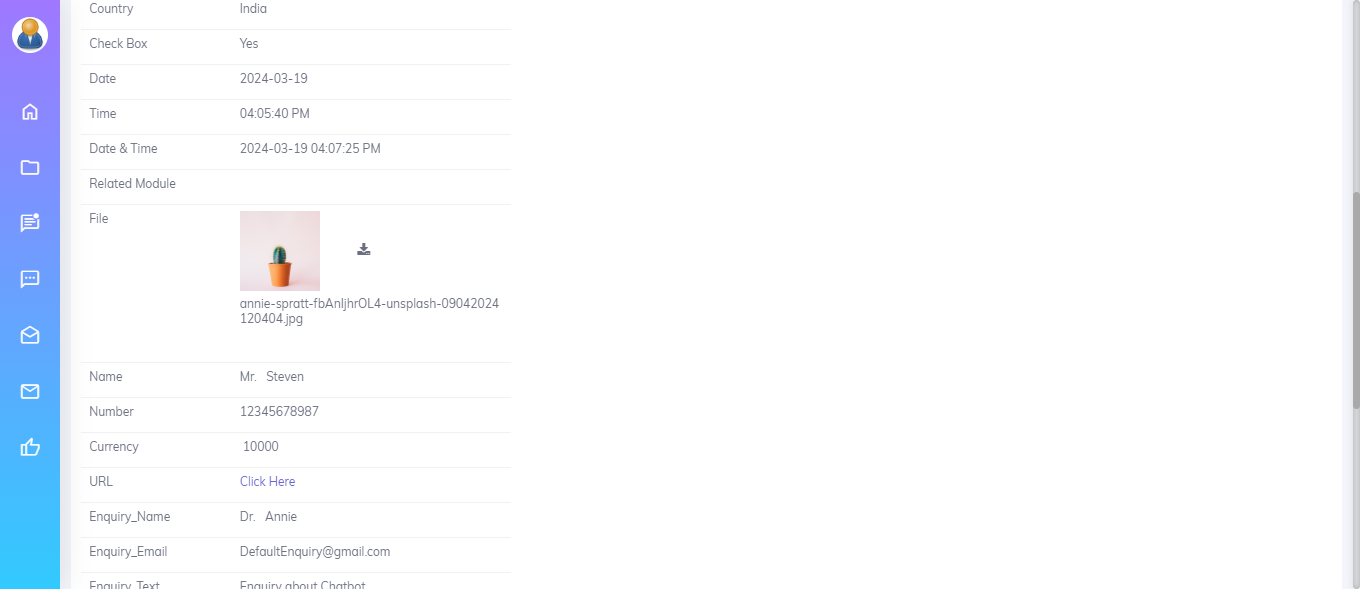 Country India
Check Box Yes
Date 2024-03-19
Time 04:05:40 PM
Date & Time 2024-03-19 04:07:25 PM
Related Module
File
annie-spratt-fbAnIjhrOL4-unsplash-09042024
120404.jpg
Name Mr. Steven
Number 12345678987
Currency 10000
URL Click Here
Enquiry_Name Dr. Annie
Enquiry_Email DefaultEnquiry@gmail.com
Enquiry_Text Enquiry about Chatbot